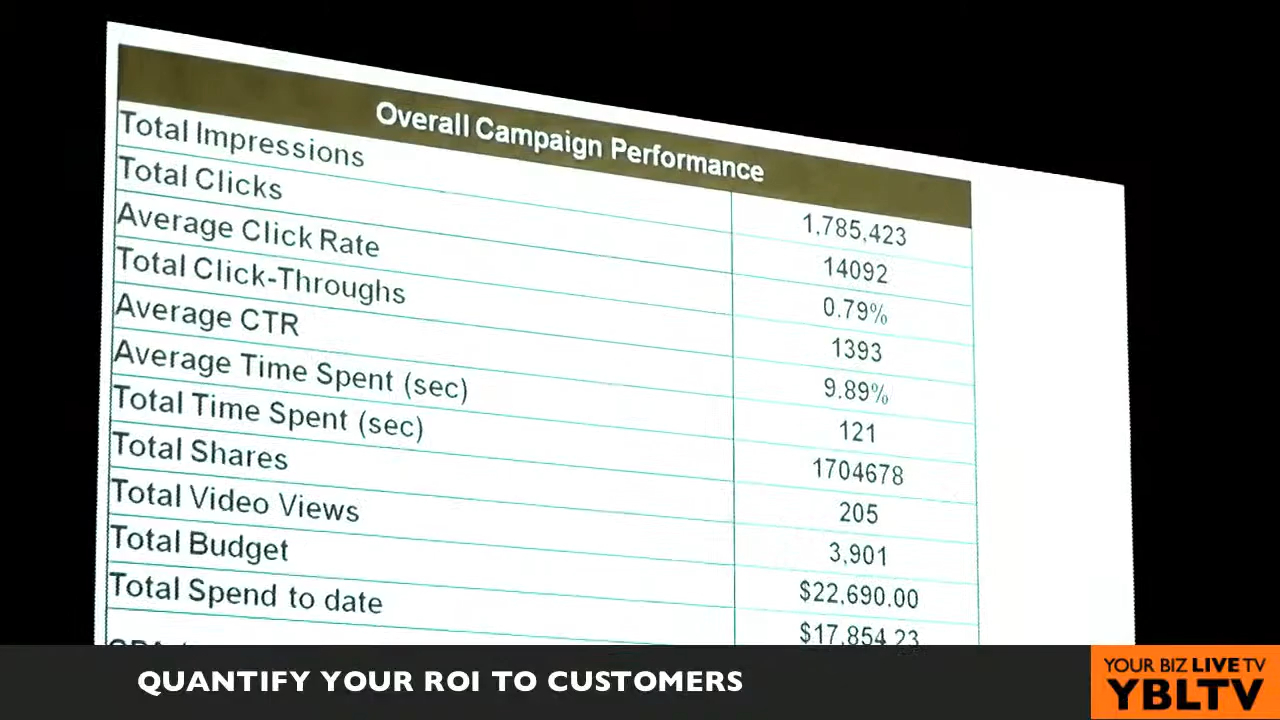 Overall Campaign Performance
Total Impressions 1,785,423
Total Clicks 14092
Average Click Rate 0.79%
Total Click-Throughs 1393
Average CTR 9.89%
Average Time Spent (sec) 121
Total Time Spent (sec) 1704678
Total Shares 205
Total Video Views 3,901
Total Budget $22,690.00
Total Spend to date $17,854.23
QUANTIFY YOUR ROI TO CUSTOMERS
YOUR BIZ LIVE TV
YBLTV